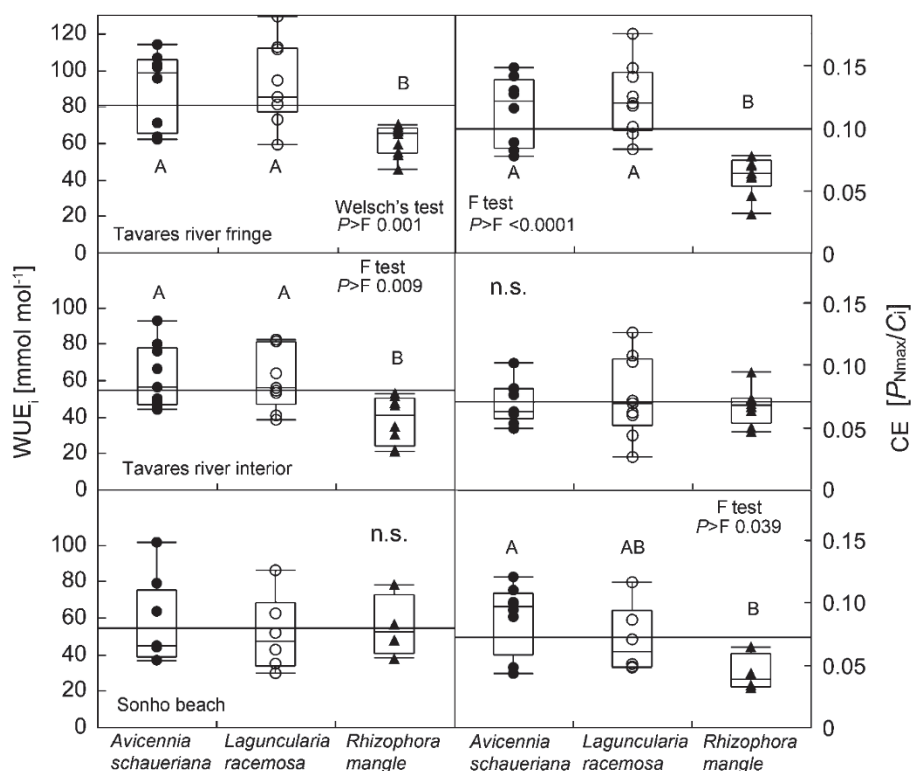 120
100
80
60
40
20
0
A
A
B
Welsch's test
P>F 0.001
Tavares river fringe
0.15
0.10
0.05
A
A
B
F test
P>F <0.0001
WUEi [mmol mol-1]
100
80
60
40
20
0
A
A
F test
P>F 0.009
B
Tavares river interior
0
n.s.
0.15
0.10
0.05
0
CE [PNmax/Ci]
100
80
60
40
20
0
n.s.
Sonho beach
A
AB
F test
P>F 0.039
B
0.15
0.10
0.05
0
Avicennia
schaueriana
Laguncularia
racemosa
Rhizophora
mangle
Avicennia
schaueriana
Laguncularia
racemosa
Rhizophora
mangle